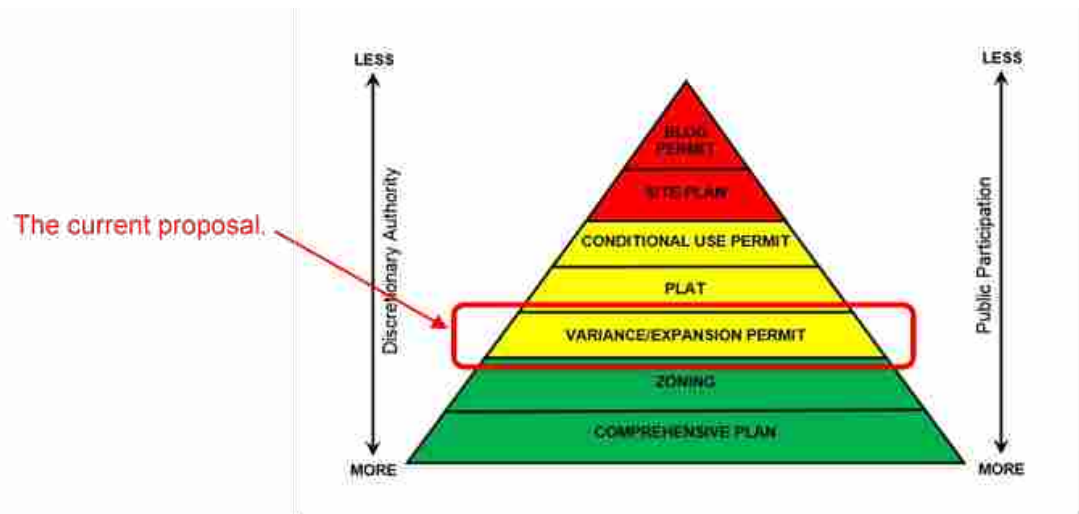 LESS
LESS
BLDG
PERMIT
SITE PLAN
Discretionary Authority
Public Participation
The current proposal.
CONDITIONAL USE PERMIT
PLAT
VARIANCE/EXPANSION PERMIT
ZONING
COMPREHENSIVE PLAN
MORE
MORE